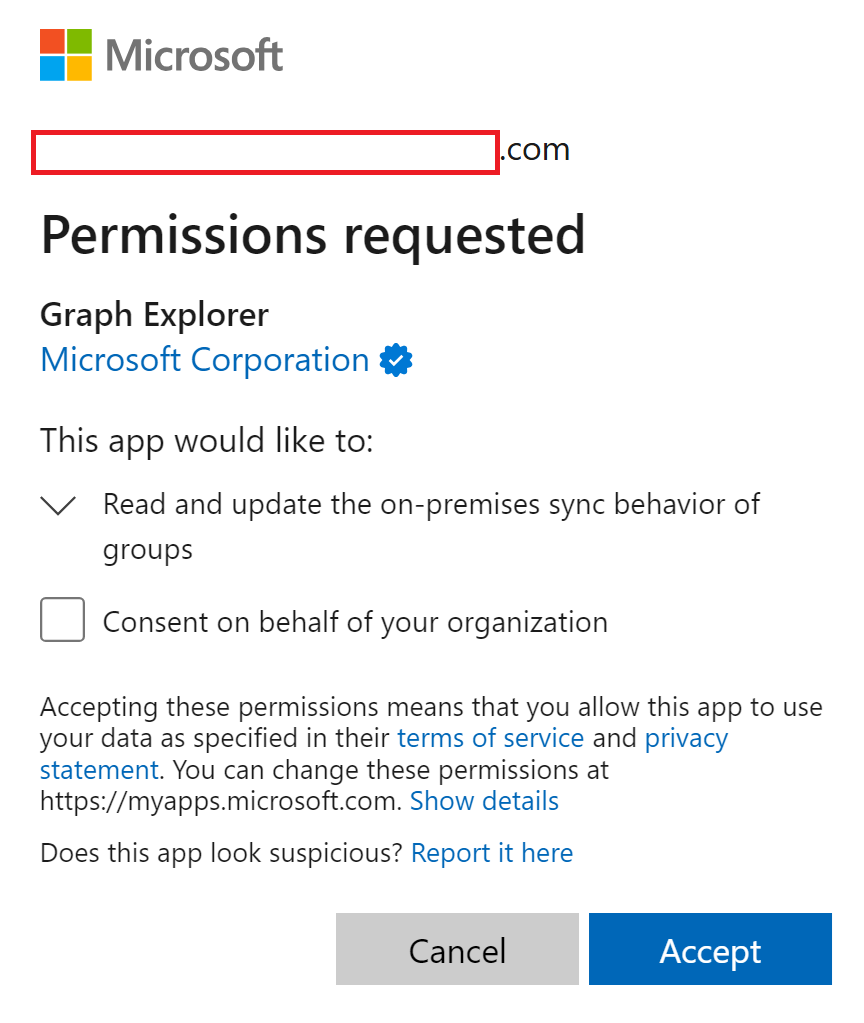 Microsoft
.com
Permissions requested
Graph Explorer
Microsoft Corporation
This app would like to:
Read and update the on-premises sync behavior of
groups
Consent on behalf of your organization
Accepting these permissions means that you allow this app to use
your data as specified in their terms of service and privacy
statement. You can change these permissions at
https://myapps.microsoft.com. Show details
Does this app look suspicious? Report it here
Cancel
Accept